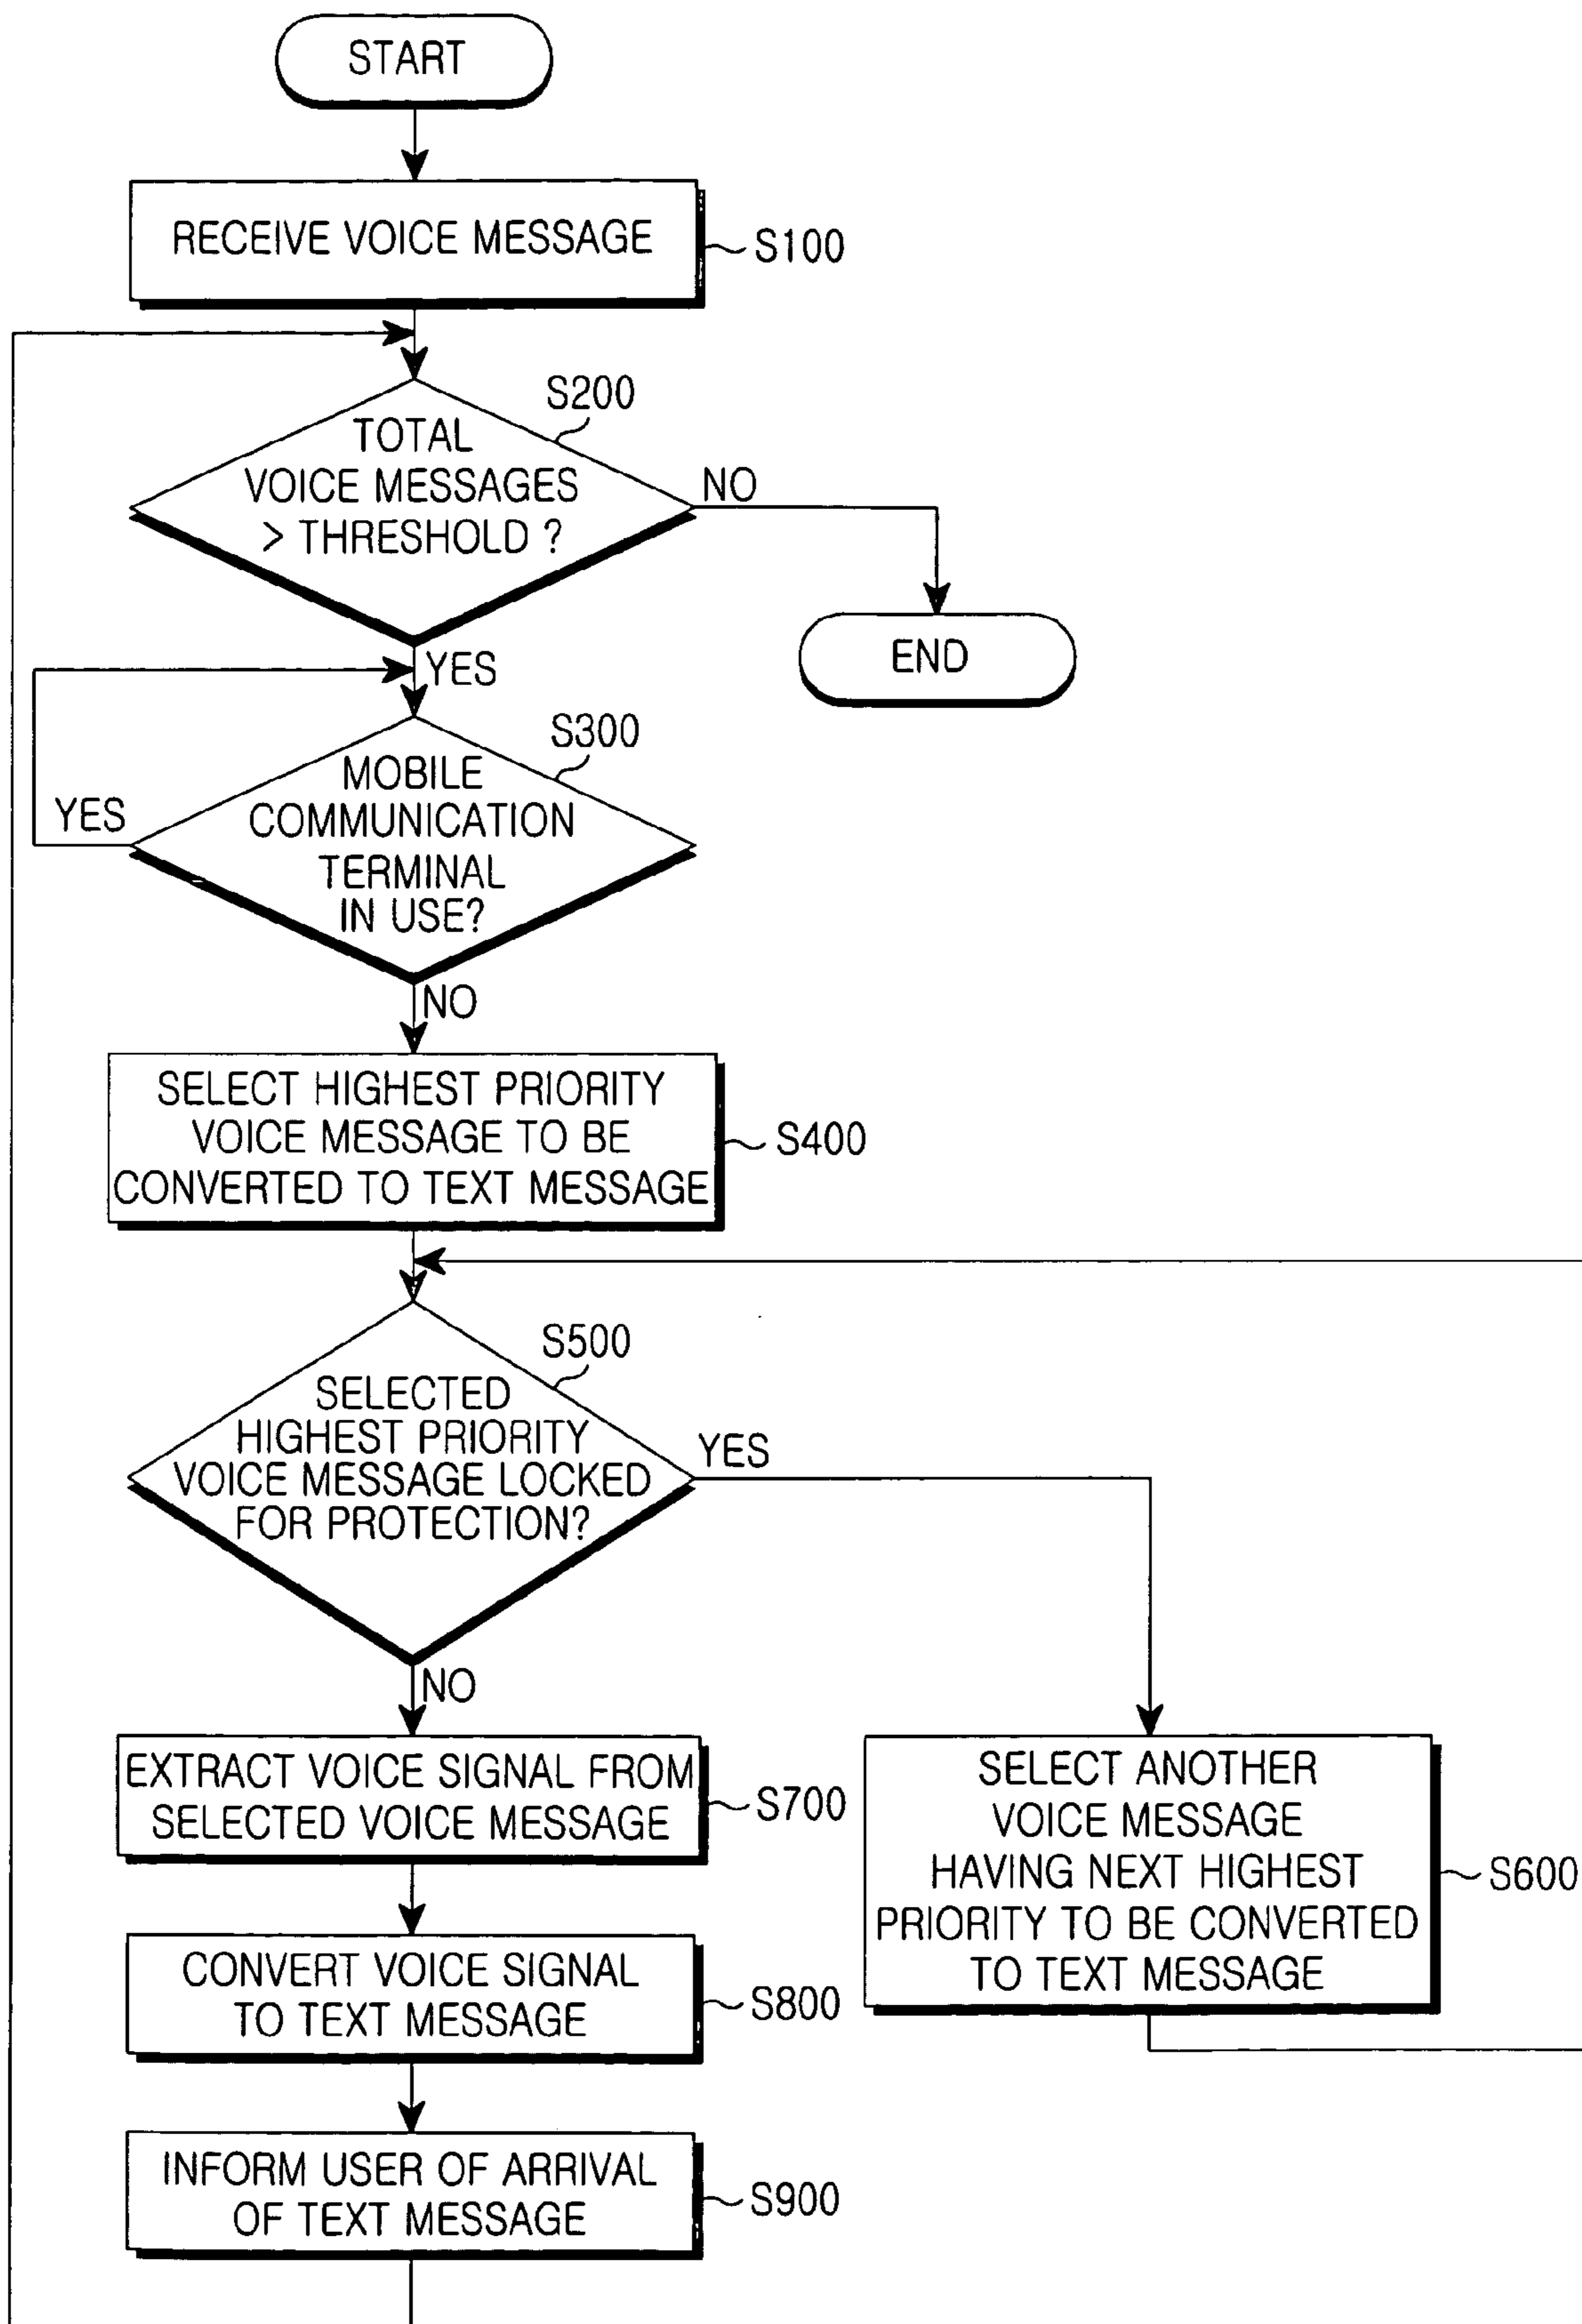 START
RECEIVE VOICE MESSAGE
S100
S200
TOTAL
VOICE MESSAGES
> THRESHOLD ?
NO
END
YES
S300
MOBILE
COMMUNICATION
TERMINAL
IN USE?
YES
NO
SELECT HIGHEST PRIORITY
VOICE MESSAGE TO BE
CONVERTED TO TEXT MESSAGE
S400
S500
SELECTED
HIGHEST PRIORITY
VOICE MESSAGE LOCKED
FOR PROTECTION?
YES
NO
EXTRACT VOICE SIGNAL FROM
SELECTED VOICE MESSAGE
S700
SELECT ANOTHER
VOICE MESSAGE
HAVING NEXT HIGHEST
PRIORITY TO BE CONVERTED
TO TEXT MESSAGE
S600
CONVERT VOICE SIGNAL
TO TEXT MESSAGE
S800
INFORM USER OF ARRIVAL
OF TEXT MESSAGE
S900